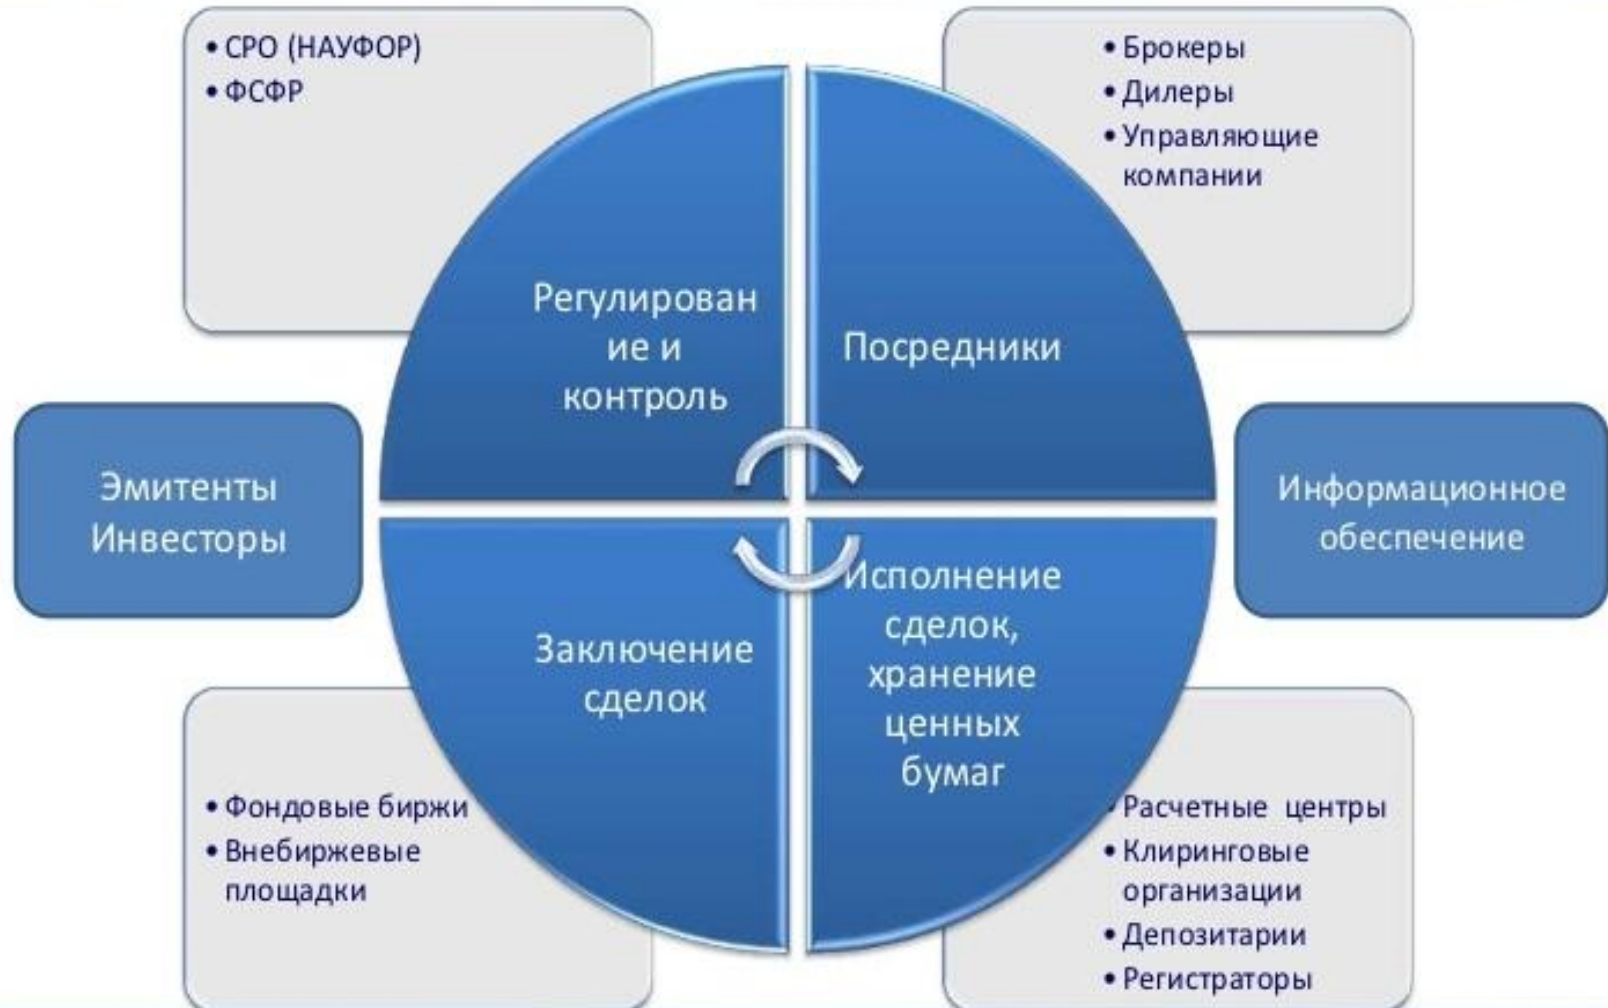 • СРО (НАУФОР)
• ФСФР
• Брокеры
• Дилеры
• Управляющие
компании
Регулирован
ие и
контроль
Посредники
Эмитенты
Инвесторы
Информационное
обеспечение
Заключение
сделок
Исполнение
сделок,
хранение
ценных
бумаг
• Фондовые биржи
• Внебиржевые
площадки
• Расчетные центры
• Клиринговые
организации
• Депозитарии
• Регистраторы